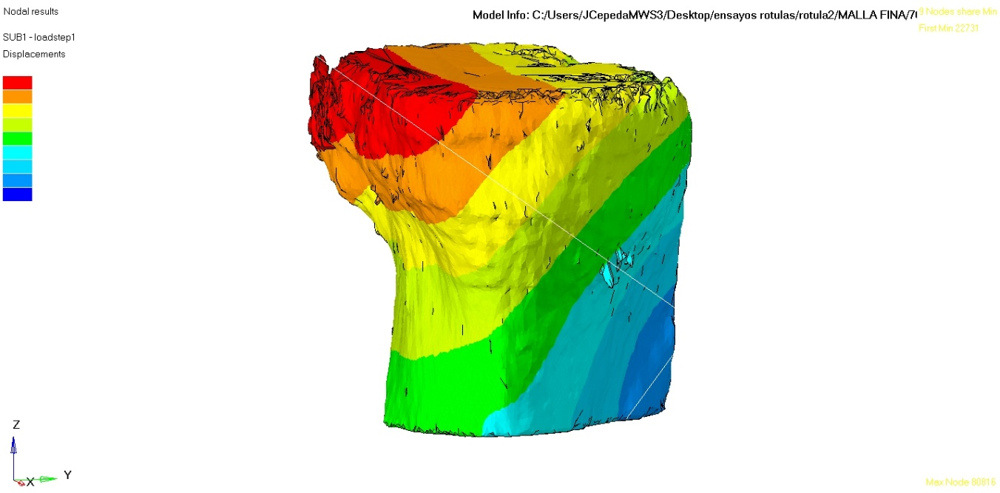 Nodal results
Model Info: C:/Users/JCepedaMWS3/Desktop/ensayos rotulas/rotula2/MALLA FINA/7
9 Nodes share Min
First Min 22731
SUB1 - loadstep1
Displacements
Z
Y
X
Max Node 80816